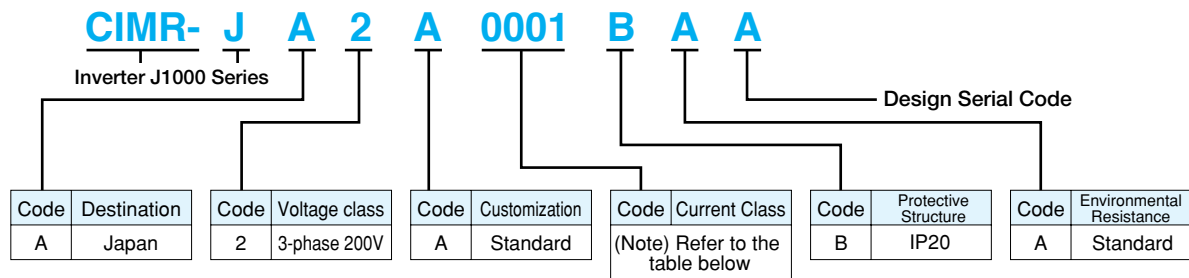 CIMR- J A 2 A 0001 B A A
Inverter J1000 Series
Design Serial Code
Code Destination
A Japan
Code Voltage class
2 3-phase 200V
Code Customization
A Standard
Code Current Class
(Note) Refer to the
table below
Code Protective
Structure
B IP20
Code Environmental
Resistance
A Standard